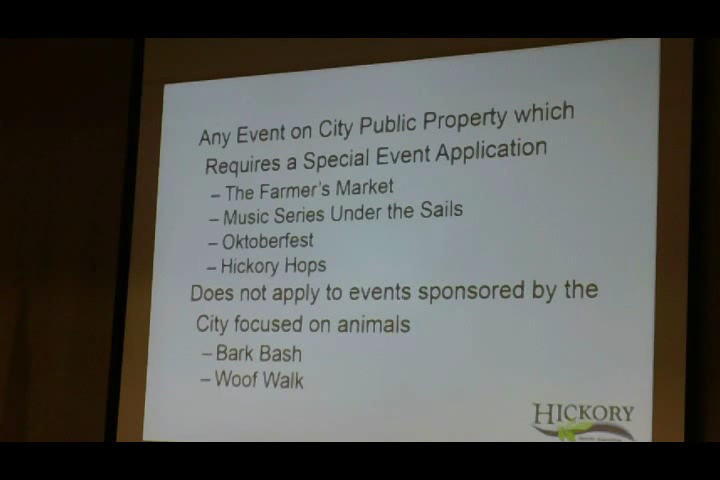 Any Event on City Public Property which
Requires a Special Event Application
– The Farmer's Market
– Music Series Under the Sails
– Oktoberfest
– Hickory Hops
Does not apply to events sponsored by the
City focused on animals
– Bark Bash
– Woof Walk
HICKORY